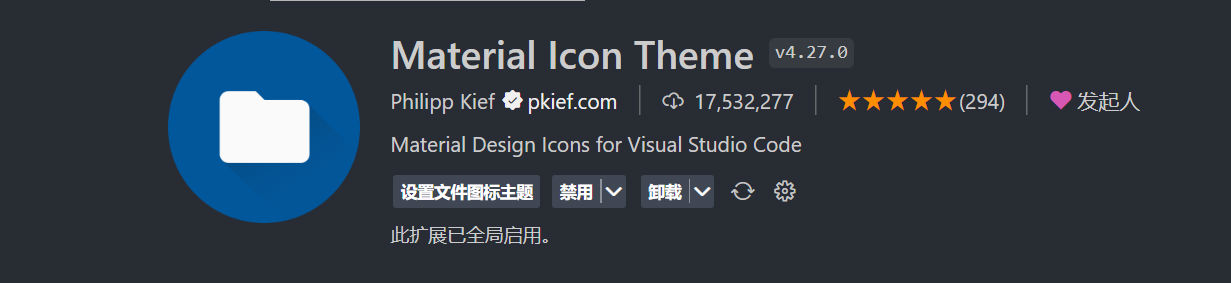 Material Icon Theme v4.27.0
Philipp Kief pkief.com 17,532,277 ★★★★★(294) 发起人
Material Design Icons for Visual Studio Code
设置文件图标主题 禁用 卸载
此扩展已全局启用。